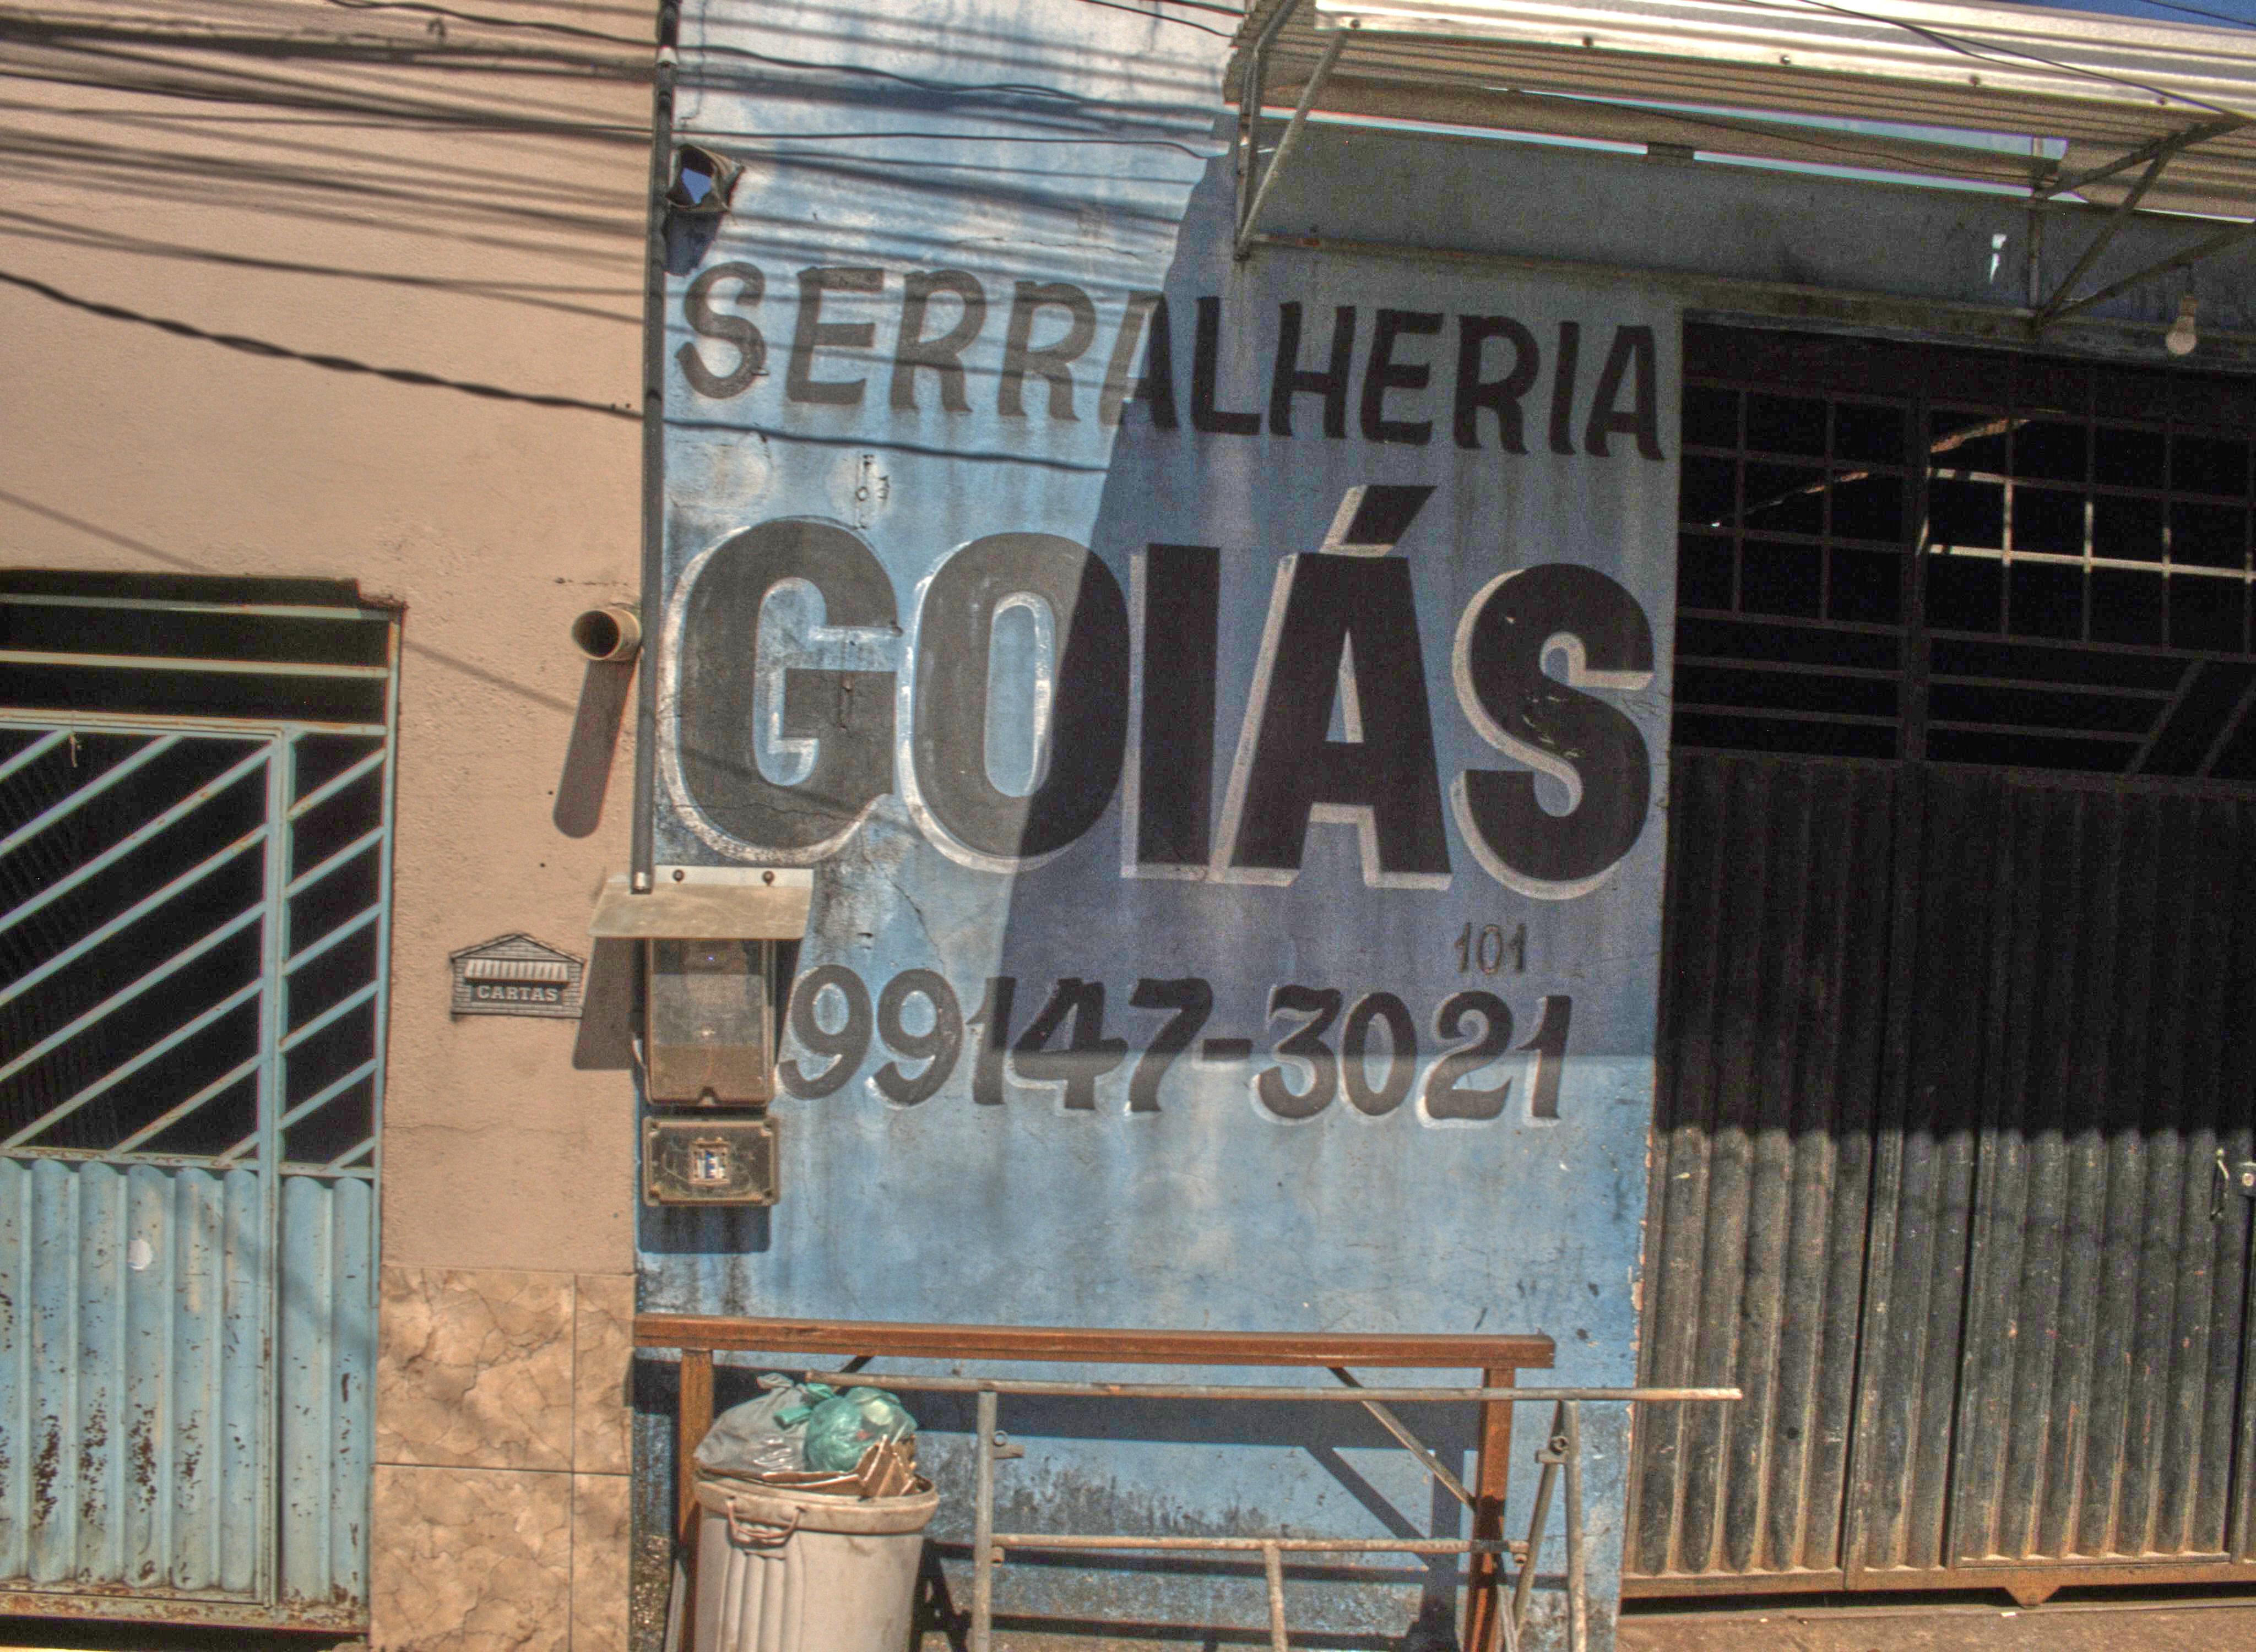 SERRALHERIA
GOIÁS
101
99147-3021
CARTAS